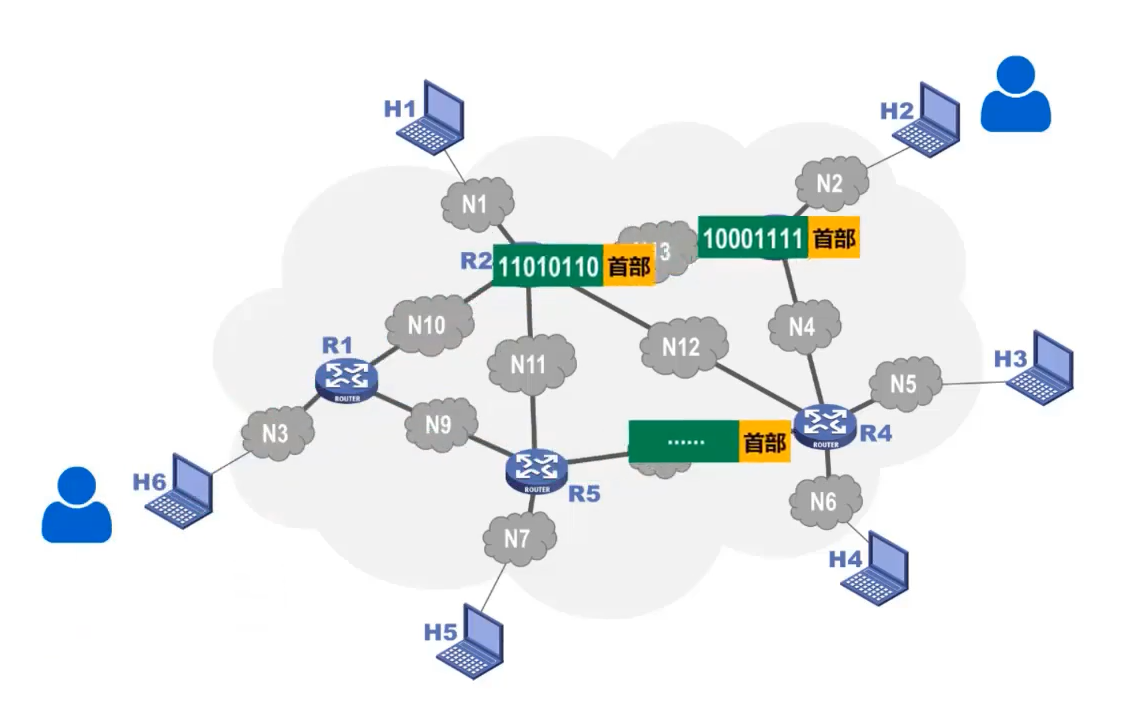 H1
H2
N1
N2
R2
11010110 首部
3
10001111 首部
N10
N11
N12
N4
R1
ROUTER
H3
N5
N3
N9
…… 首部
ROUTER
R4
H6
ROUTER
R5
N6
N7
H4
H5